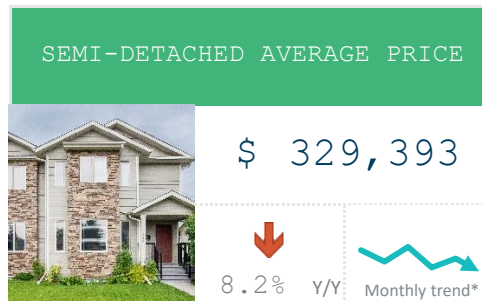 SEMI-DETACHED AVERAGE PRICE
$ 329,393
8.2% Y/Y
Monthly trend*